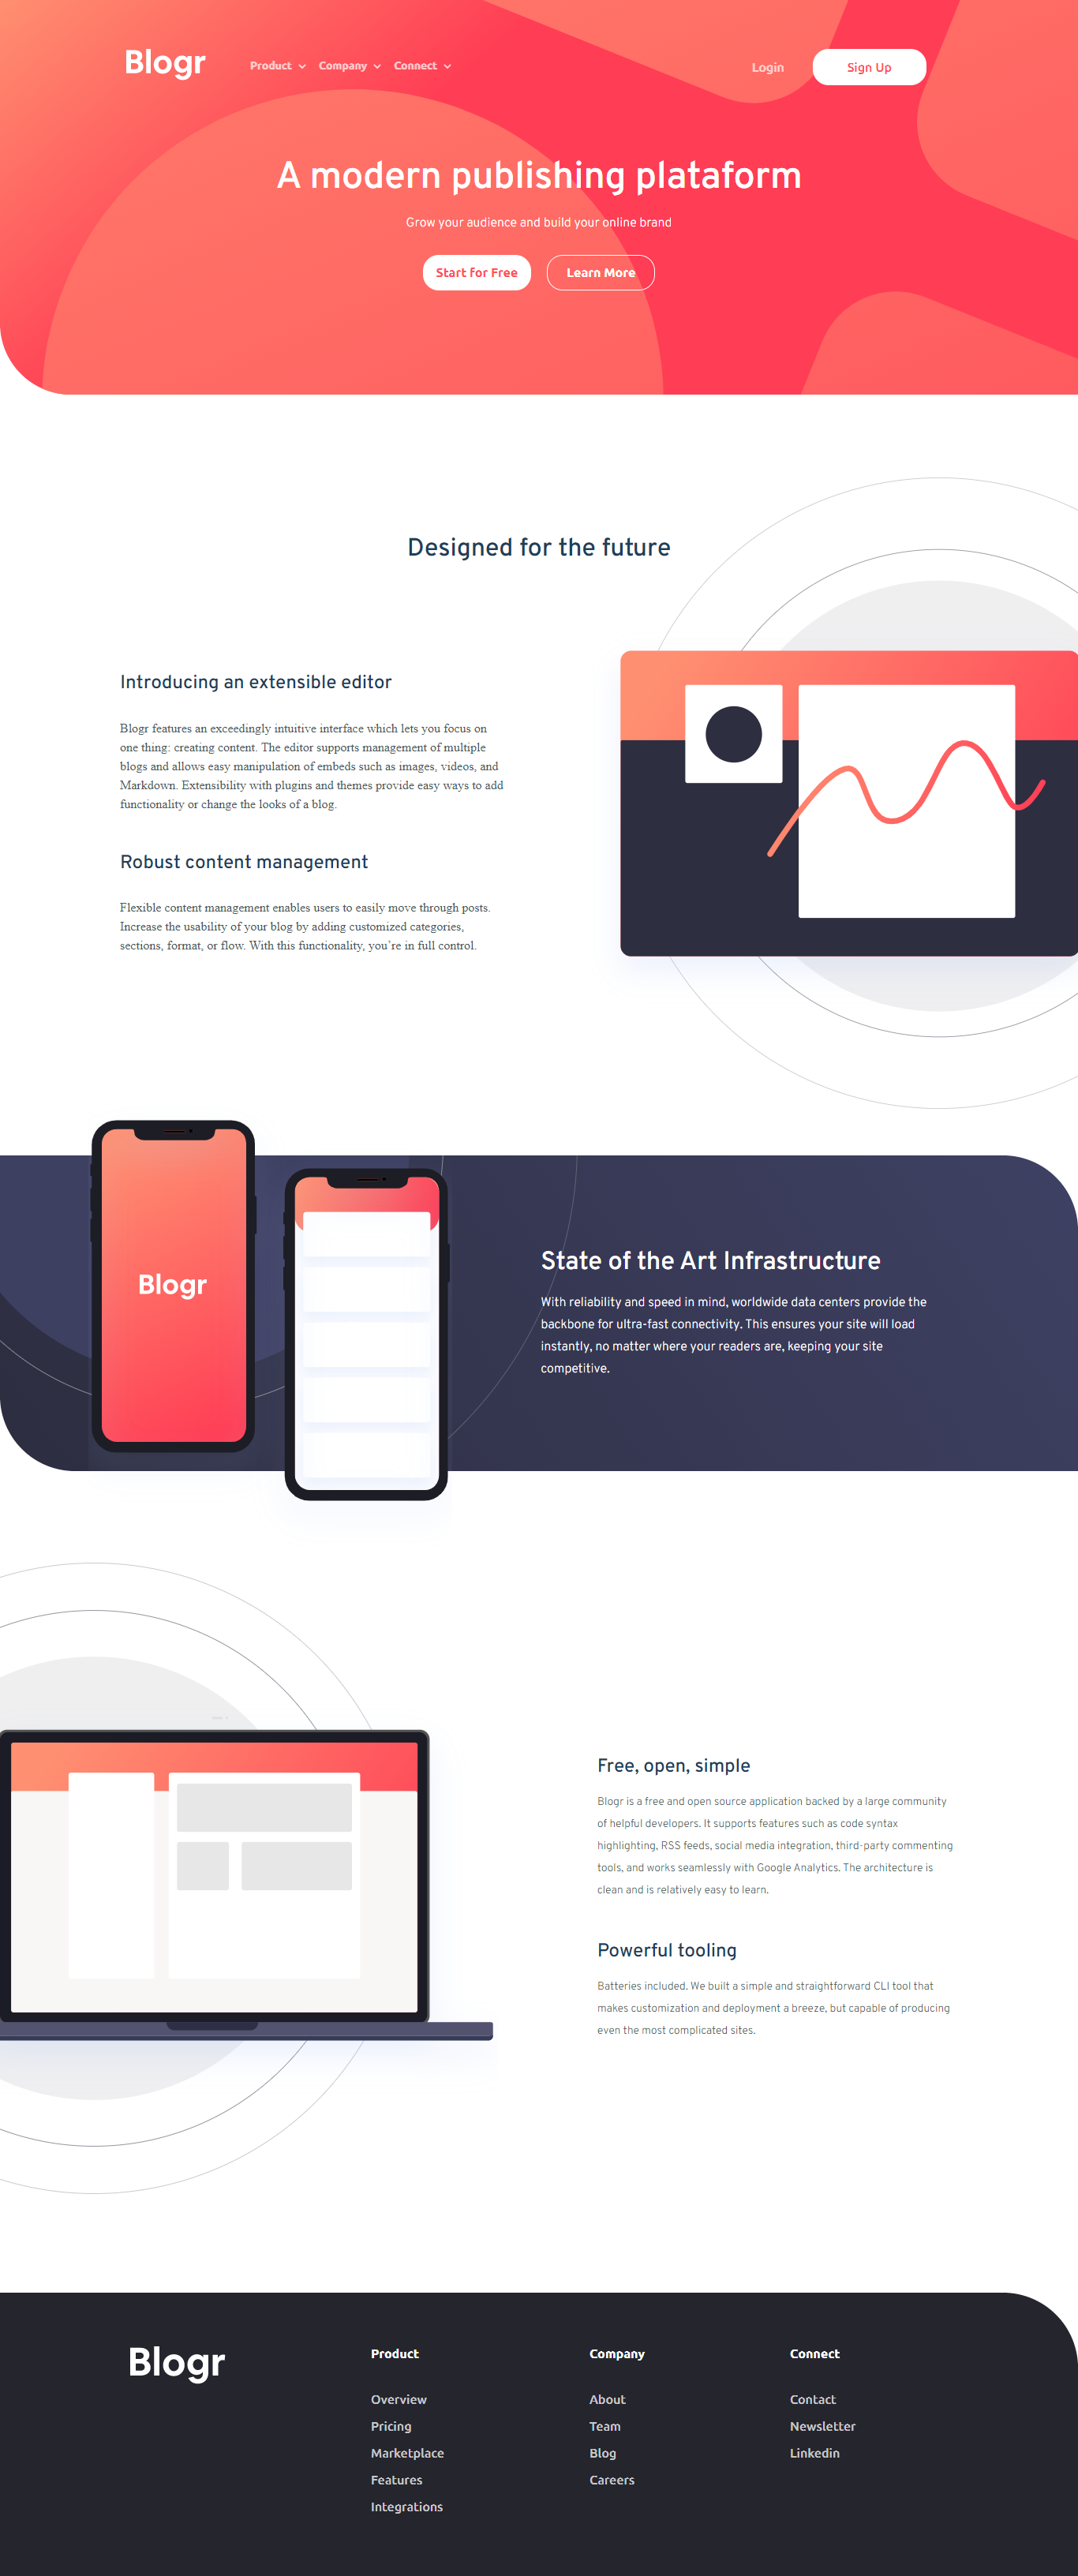 Blogr Product Company Connect Login Sign Up
A modern publishing plataform
Grow your audience and build your online brand
Start for Free Learn More
Designed for the future
Introducing an extensible editor
Blogr features an exceedingly intuitive interface which lets you focus on
one thing: creating content. The editor supports management of multiple
blogs and allows easy manipulation of embeds such as images, videos, and
Markdown. Extensibility with plugins and themes provide easy ways to add
functionality or change the looks of a blog.
Robust content management
Flexible content management enables users to easily move through posts.
Increase the usability of your blog by adding customized categories,
sections, format, or flow. With this functionality, you're in full control.
Blogr
State of the Art Infrastructure
With reliability and speed in mind, worldwide data centers provide the
backbone for ultra-fast connectivity. This ensures your site will load
instantly, no matter where your readers are, keeping your site
competitive.
Free, open, simple
Blogr is a free and open source application backed by a large community
of helpful developers. It supports features such as code syntax
highlighting, RSS feeds, social media integration, third-party commenting
tools, and works seamlessly with Google Analytics. The architecture is
clean and is relatively easy to learn.
Powerful tooling
Batteries included. We built a simple and straightforward CLI tool that
makes customization and deployment a breeze, but capable of producing
even the most complicated sites.
Blogr
Product
Overview
Pricing
Marketplace
Features
Integrations
Company
About
Team
Blog
Careers
Connect
Contact
Newsletter
Linkedin